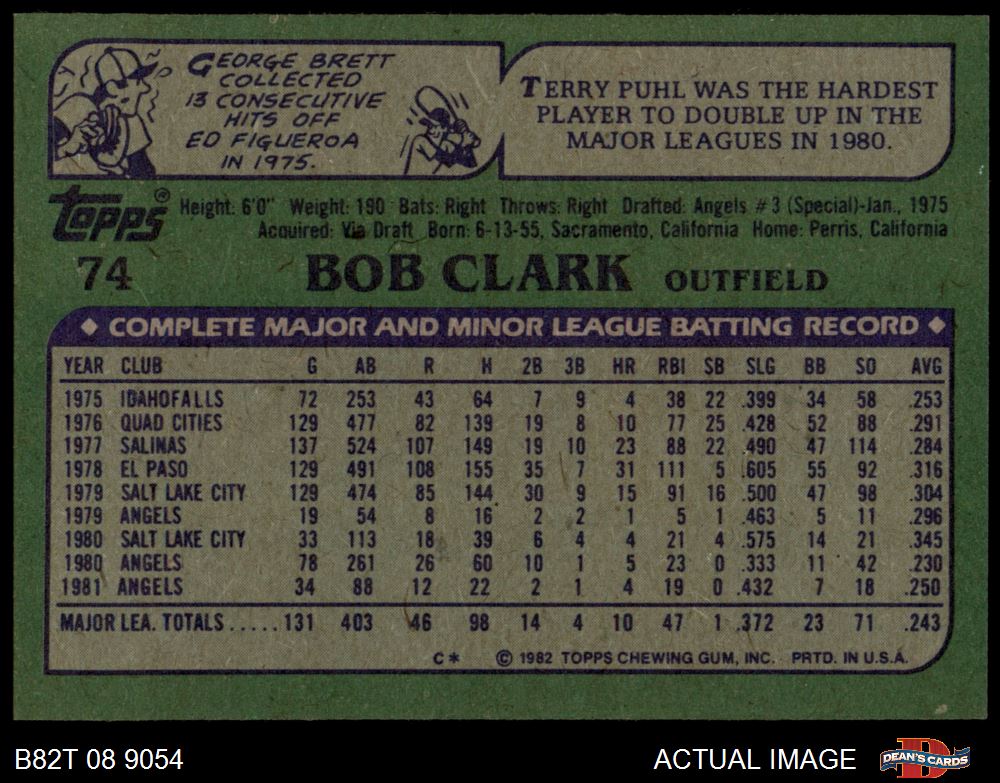 GEORGE BRETT
COLLECTED
13 CONSECUTIVE
HITS OFF
ED FIGUEROA
IN 1975.
TERRY PUHL WAS THE HARDEST
PLAYER TO DOUBLE UP IN THE
MAJOR LEAGUES IN 1980.
Topps®
Height: 6'0" Weight: 190 Bats: Right Throws: Right Drafted: Angels #3 (Special)-Jan., 1975
Acquired: Via Draft Born: 6-13-55, Sacramento, California Home: Perris, California
74 BOB CLARK OUTFIELD
◆ COMPLETE MAJOR AND MINOR LEAGUE BATTING RECORD ◆
YEAR CLUB G AB R H 2B 3B HR RBI SB SLG BB SO AVG
1975 IDAHOFALLS 72 253 43 64 7 9 4 38 22 .399 34 58 .253
1976 QUAD CITIES 129 477 82 139 19 8 10 77 25 .428 52 88 .291
1977 SALINAS 137 524 107 149 19 10 23 88 22 .490 47 114 .284
1978 EL PASO 129 491 108 155 35 7 31 111 5 .605 55 92 .316
1979 SALT LAKE CITY 129 474 85 144 30 9 15 91 16 .500 47 98 .304
1979 ANGELS 19 54 8 16 2 2 1 5 1 .463 5 11 .296
1980 SALT LAKE CITY 33 113 18 39 6 4 4 21 4 .575 14 21 .345
1980 ANGELS 78 261 26 60 10 1 5 23 0 .333 11 42 .230
1981 ANGELS 34 88 12 22 2 1 4 19 0 .432 7 18 .250
MAJOR LEA. TOTALS.....131 403 46 98 14 4 10 47 1 .372 23 71 .243
C* © 1982 TOPPS CHEWING GUM, INC. PRTD. IN U.S.A.
B82T 08 9054 ACTUAL IMAGE DEAN'S CARDS